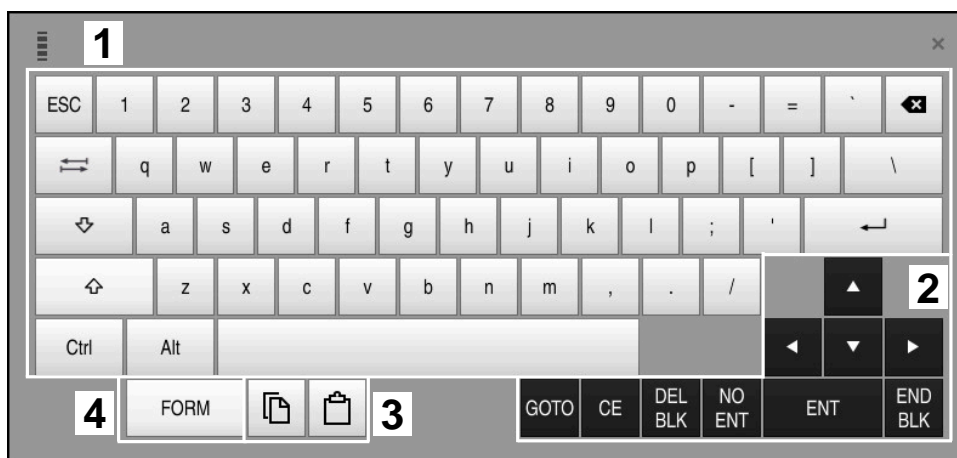 1
ESC 1 2 3 4 5 6 7 8 9 0 - = `
q w e r t y u i o p [ ] \
a s d f g h j k l ; '
z x c v b n m , . / 2
Ctrl Alt
4 FORM 3 GOTO CE DEL BLK NO ENT ENT END BLK